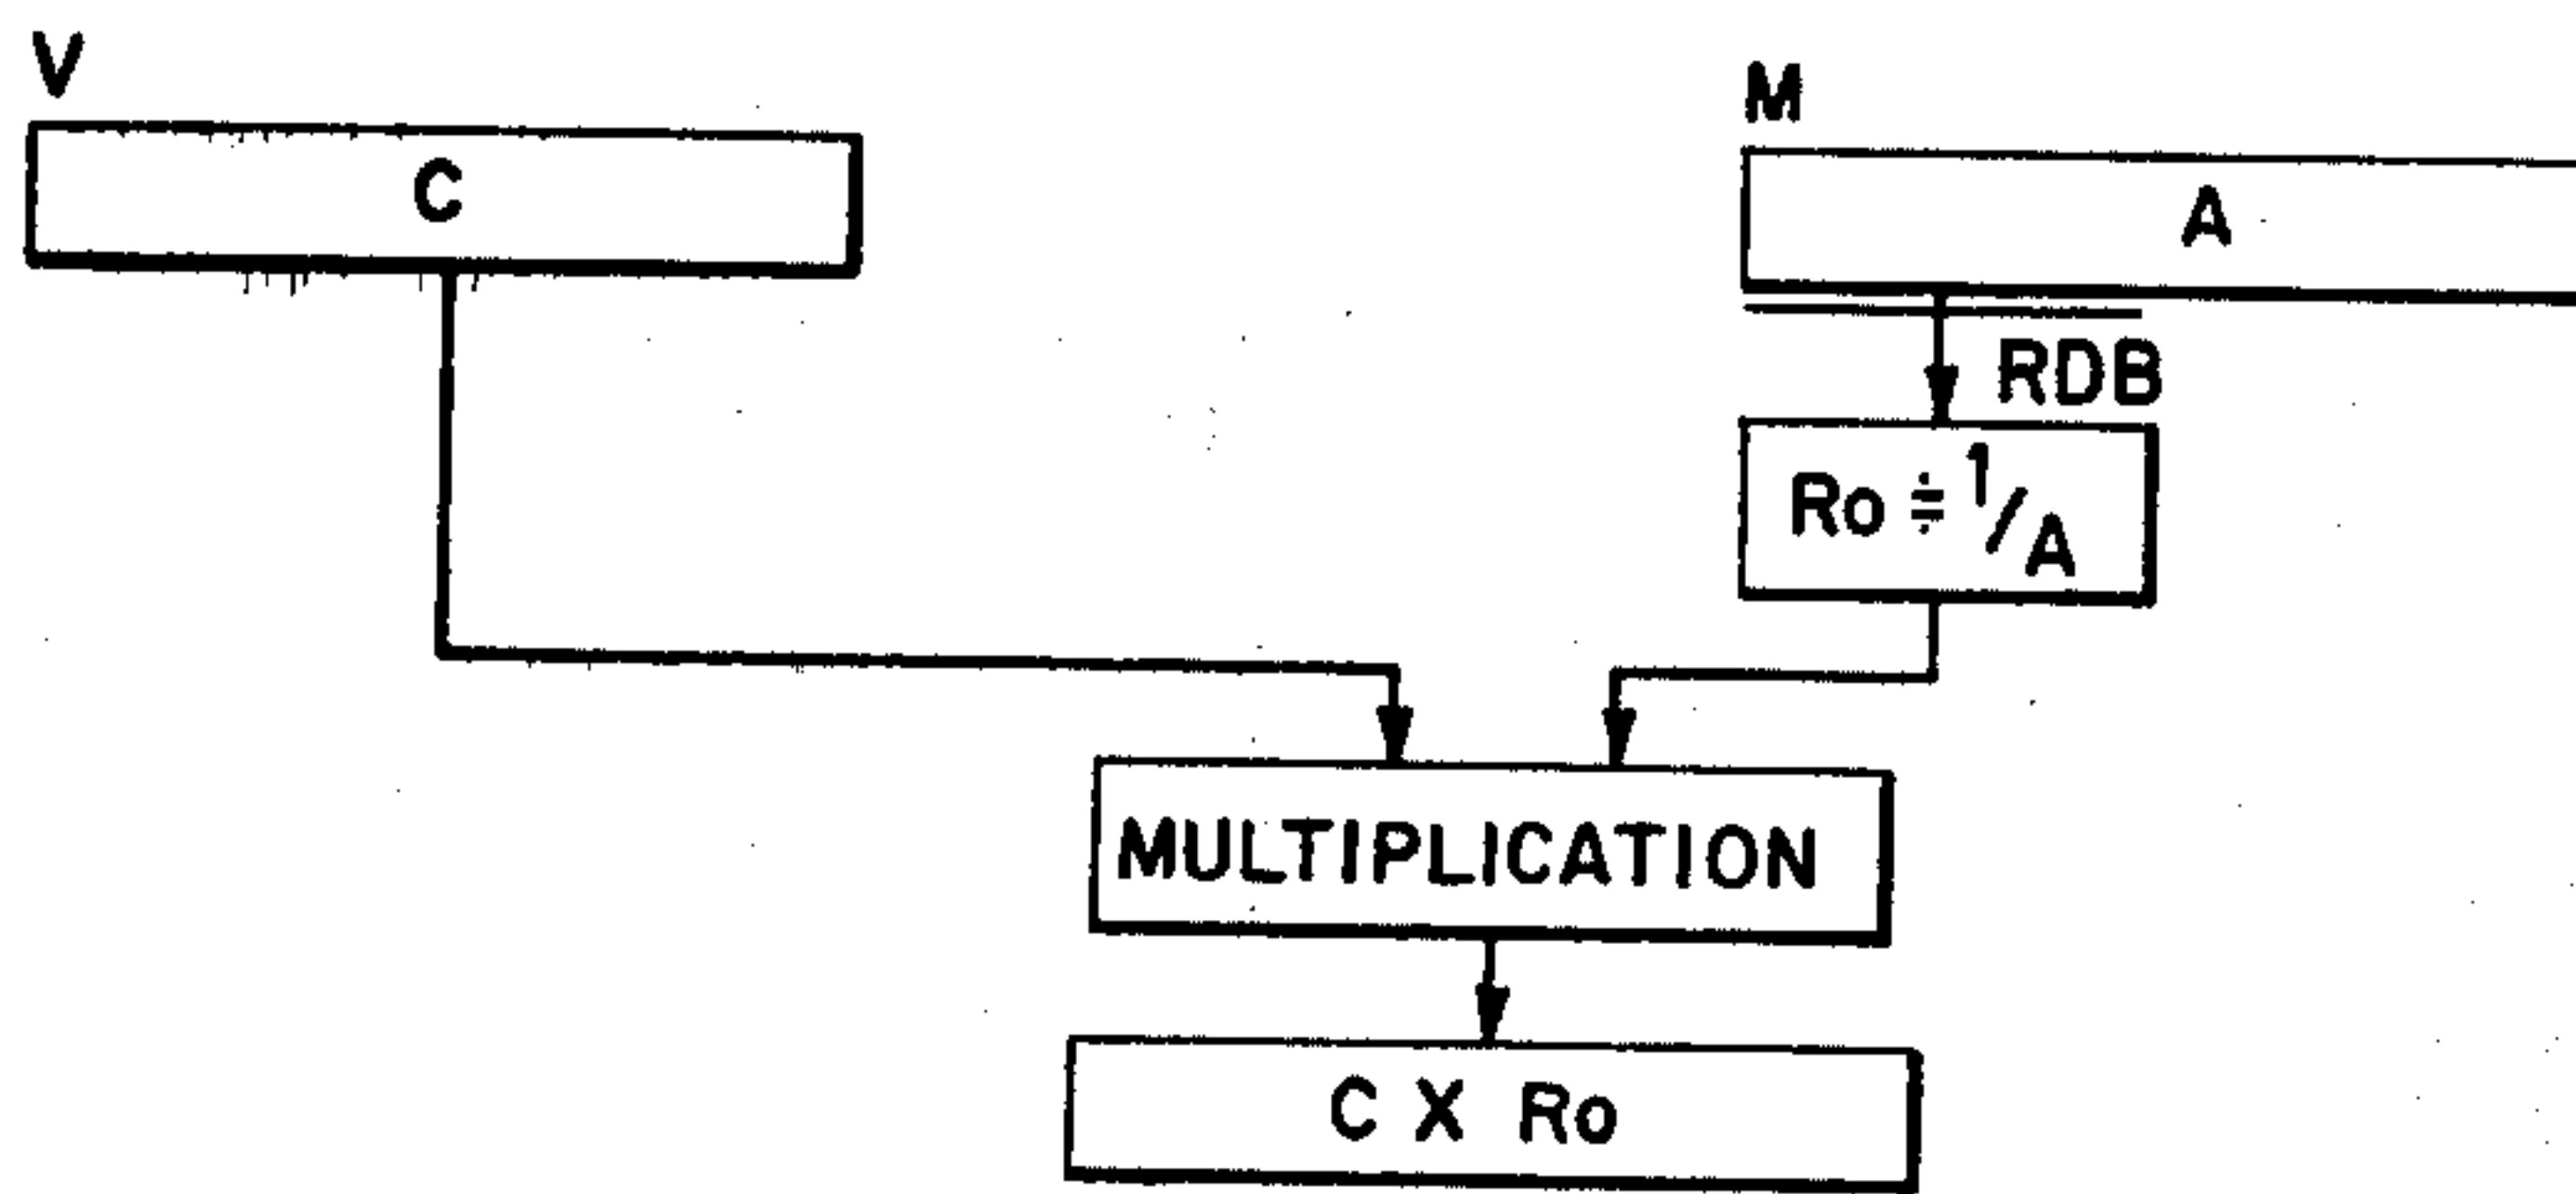 V
C
M
A
RDB
Ro ≑ 1/A
MULTIPLICATION
C X Ro